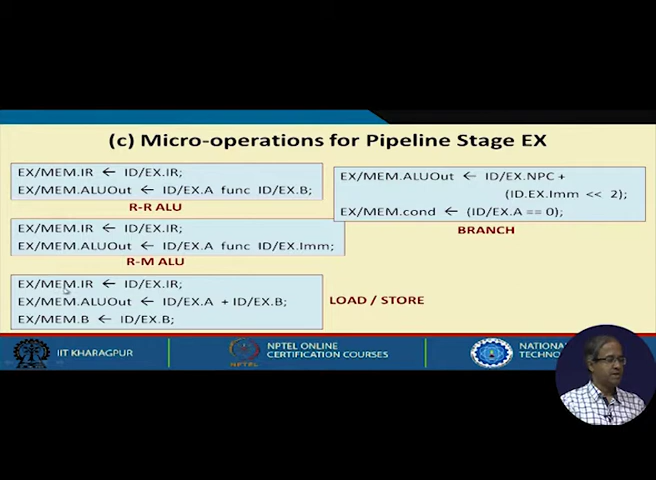 (c) Micro-operations for Pipeline Stage EX
EX/MEM.IR ← ID/EX.IR;
EX/MEM.ALUOut ← ID/EX.A func ID/EX.B;
R-R ALU
EX/MEM.IR ← ID/EX.IR;
EX/MEM.ALUOut ← ID/EX.A func ID/EX.Imm;
R-M ALU
EX/MEM.IR ← ID/EX.IR;
EX/MEM.ALUOut ← ID/EX.A + ID/EX.B;
EX/MEM.B ← ID/EX.B;
LOAD / STORE
EX/MEM.ALUOut ← ID/EX.NPC +
(ID.EX.Imm << 2);
EX/MEM.cond ← (ID/EX.A == 0);
BRANCH
IIT KHARAGPUR
NPTEL
NPTEL ONLINE
CERTIFICATION COURSES
NATIONAL
TECHNO